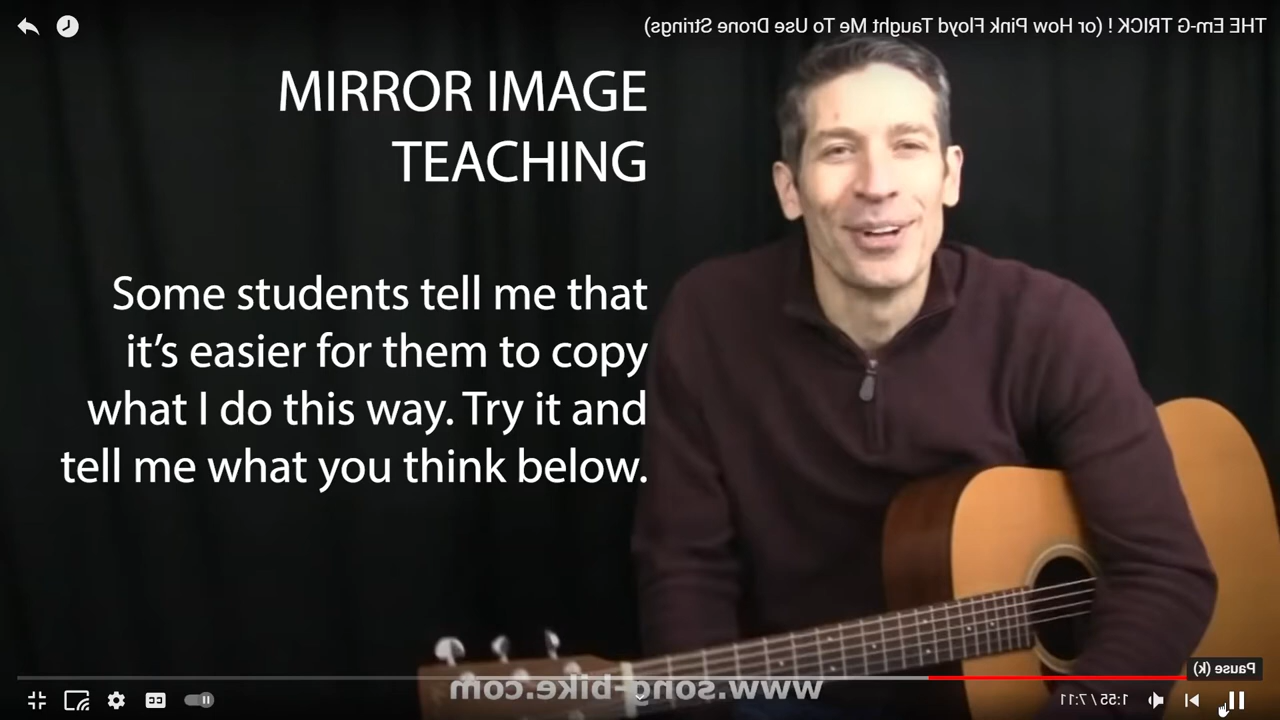 THE Em-G TRICK! (or How Pink Floyd Taught Me To Use Drone Strings)
MIRROR IMAGE
TEACHING
Some students tell me that
it's easier for them to copy
what I do this way. Try it and
tell me what you think below.
Pause (k)
www.song-bike.com
CC
1:55 / 7:11